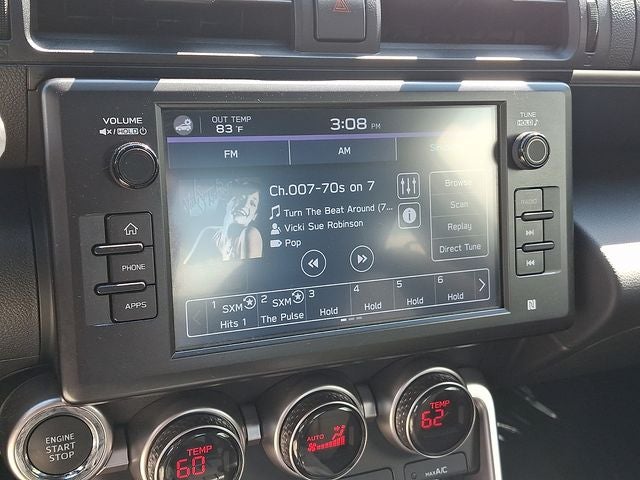 VOLUME
HOLD
OUT TEMP
83 °F
3:08 PM
TUNE
HOLD
FM
AM
Ch.007-70s on 7
Turn The Beat Around (7...
Vicki Sue Robinson
Pop
Browse
Scan
Replay
Direct Tune
1
SXM
Hits 1
2
SXM
The Pulse
3
Hold
4
Hold
5
Hold
6
Hold
PHONE
APPS
RADIO
N
ENGINE
START
STOP
TEMP
60
AUTO
TEMP
62
MAX A/C